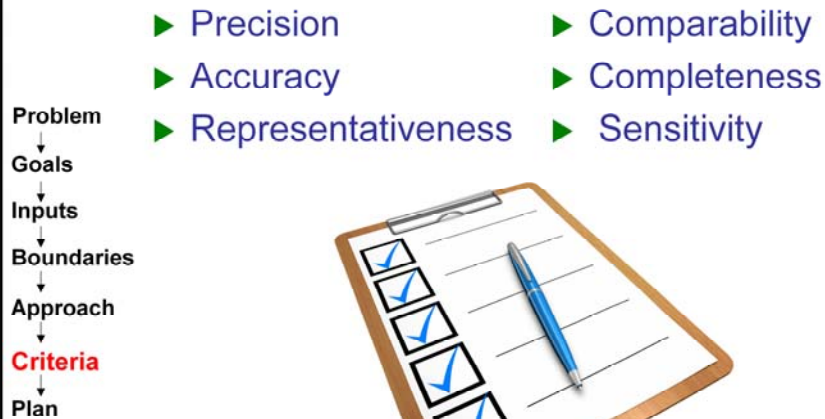 Precision
Accuracy
Representativeness
Comparability
Completeness
Sensitivity
Problem
Goals
Inputs
Boundaries
Approach
Criteria
Plan